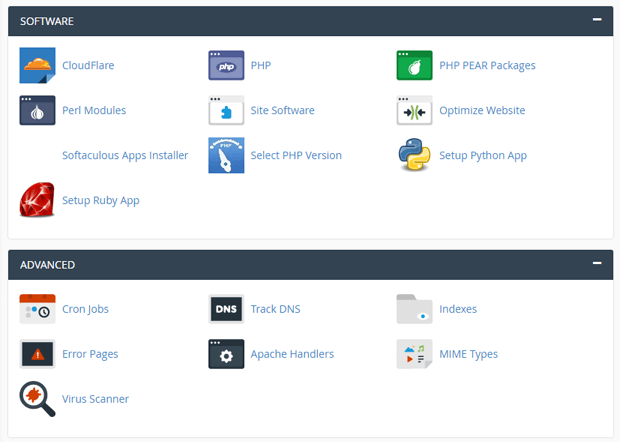 SOFTWARE
CloudFlare
php PHP
PHP PEAR Packages
Perl Modules
Site Software
Optimize Website
Softaculous Apps Installer
PHP Select PHP Version
Setup Python App
Setup Ruby App
ADVANCED
Cron Jobs
DNS Track DNS
Indexes
Error Pages
Apache Handlers
MIME Types
Virus Scanner